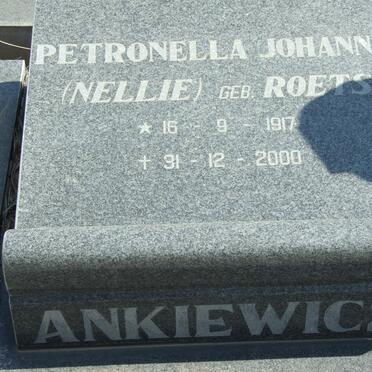 PETRONELLA JOHANN
(NELLIE) GEB. ROETS
★ 16 - 9 - 1917
✝ 31-12-2000
ANKIEWIC